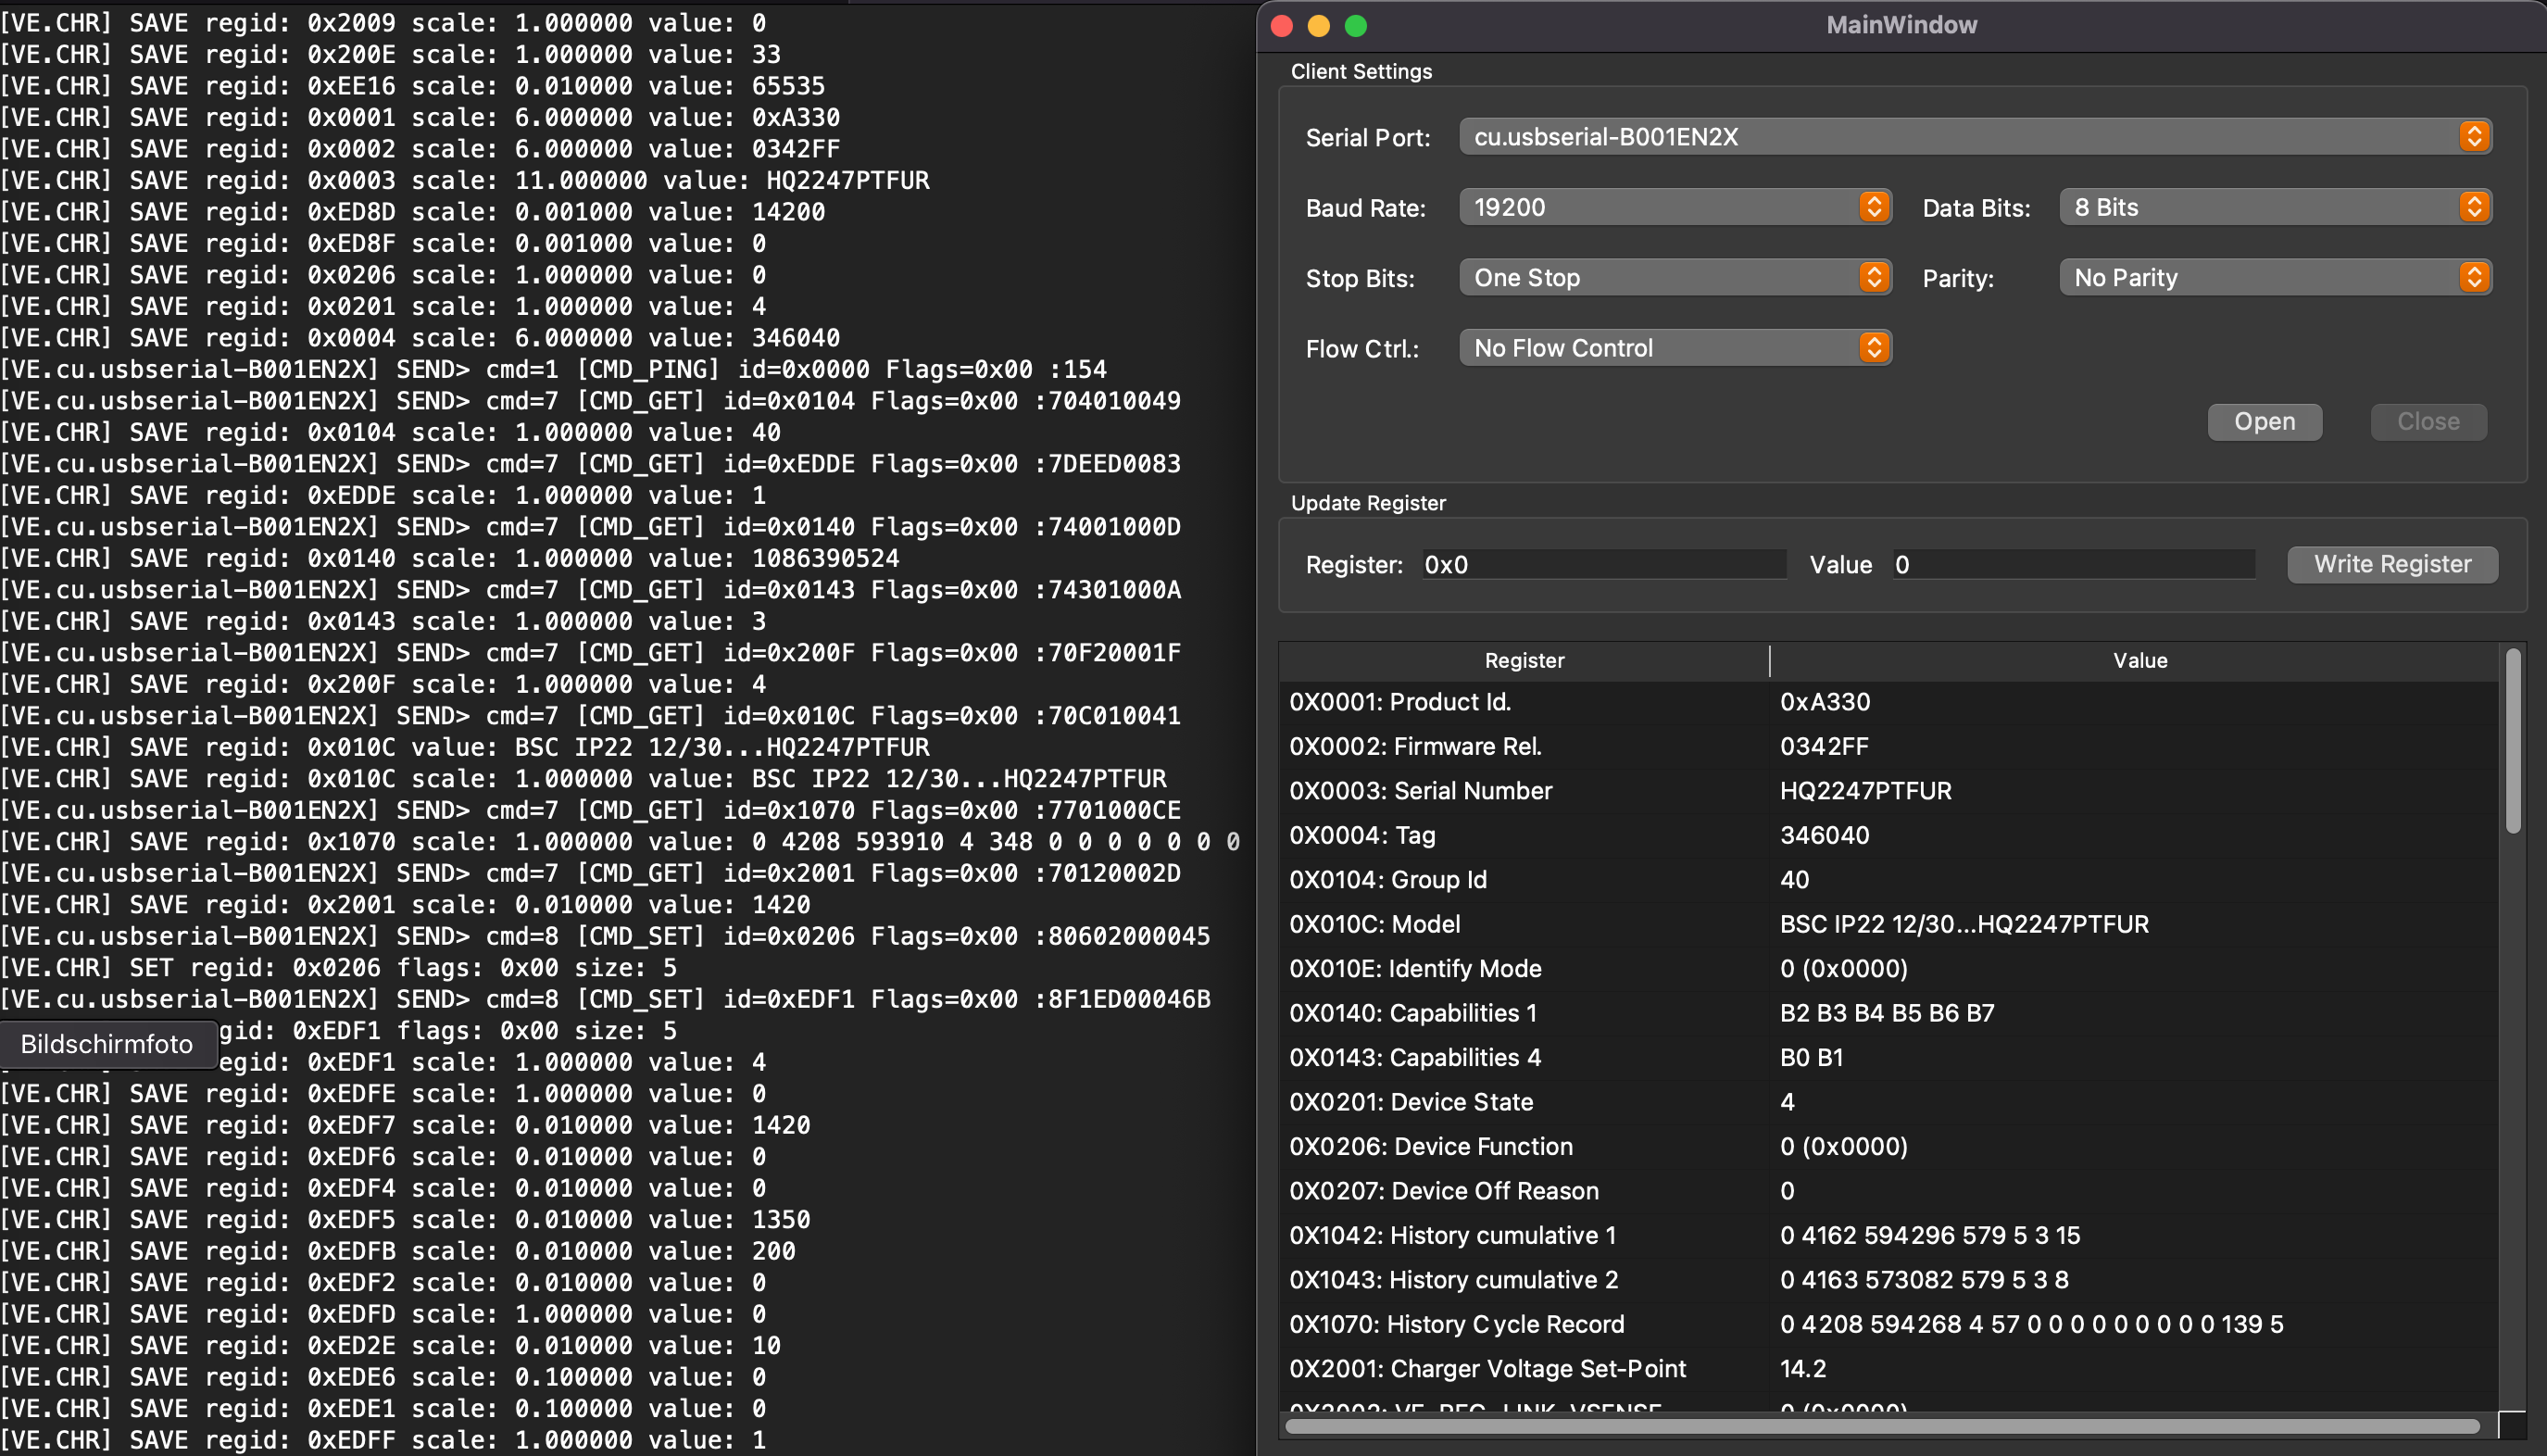 [VE.CHR] SAVE regid: 0x2009 scale: 1.000000 value: 0
[VE.CHR] SAVE regid: 0x200E scale: 1.000000 value: 33
[VE.CHR] SAVE regid: 0xEE16 scale: 0.010000 value: 65535
[VE.CHR] SAVE regid: 0x0001 scale: 6.000000 value: 0xA330
[VE.CHR] SAVE regid: 0x0002 scale: 6.000000 value: 0342FF
[VE.CHR] SAVE regid: 0x0003 scale: 11.000000 value: HQ2247PTFUR
[VE.CHR] SAVE regid: 0xED8D scale: 0.001000 value: 14200
[VE.CHR] SAVE regid: 0xED8F scale: 0.001000 value: 0
[VE.CHR] SAVE regid: 0x0206 scale: 1.000000 value: 0
[VE.CHR] SAVE regid: 0x0201 scale: 1.000000 value: 4
[VE.CHR] SAVE regid: 0x0004 scale: 6.000000 value: 346040
[VE.cu.usbserial-B001EN2X] SEND> cmd=1 [CMD_PING] id=0x0000 Flags=0x00 :154
[VE.cu.usbserial-B001EN2X] SEND> cmd=7 [CMD_GET] id=0x0104 Flags=0x00 :704010049
[VE.CHR] SAVE regid: 0x0104 scale: 1.000000 value: 40
[VE.cu.usbserial-B001EN2X] SEND> cmd=7 [CMD_GET] id=0xEDDE Flags=0x00 :7DEED0083
[VE.CHR] SAVE regid: 0xEDDE scale: 1.000000 value: 1
[VE.cu.usbserial-B001EN2X] SEND> cmd=7 [CMD_GET] id=0x0140 Flags=0x00 :74001000D
[VE.CHR] SAVE regid: 0x0140 scale: 1.000000 value: 1086390524
[VE.cu.usbserial-B001EN2X] SEND> cmd=7 [CMD_GET] id=0x0143 Flags=0x00 :74301000A
[VE.CHR] SAVE regid: 0x0143 scale: 1.000000 value: 3
[VE.cu.usbserial-B001EN2X] SEND> cmd=7 [CMD_GET] id=0x200F Flags=0x00 :70F20001F
[VE.CHR] SAVE regid: 0x200F scale: 1.000000 value: 4
[VE.cu.usbserial-B001EN2X] SEND> cmd=7 [CMD_GET] id=0x010C Flags=0x00 :70C010041
[VE.CHR] SAVE regid: 0x010C value: BSC IP22 12/30...HQ2247PTFUR
[VE.CHR] SAVE regid: 0x010C scale: 1.000000 value: BSC IP22 12/30...HQ2247PTFUR
[VE.cu.usbserial-B001EN2X] SEND> cmd=7 [CMD_GET] id=0x1070 Flags=0x00 :7701000CE
[VE.CHR] SAVE regid: 0x1070 scale: 1.000000 value: 0 4208 593910 4 348 0 0 0 0 0 0 0
[VE.cu.usbserial-B001EN2X] SEND> cmd=7 [CMD_GET] id=0x2001 Flags=0x00 :70120002D
[VE.CHR] SAVE regid: 0x2001 scale: 0.010000 value: 1420
[VE.cu.usbserial-B001EN2X] SEND> cmd=8 [CMD_SET] id=0x0206 Flags=0x00 :80602000045
[VE.CHR] SET regid: 0x0206 flags: 0x00 size: 5
[VE.cu.usbserial-B001EN2X] SEND> cmd=8 [CMD_SET] id=0xEDF1 Flags=0x00 :8F1ED00046B
gid: 0xEDF1 flags: 0x00 size: 5
Bildschirmfoto
egid: 0xEDF1 scale: 1.000000 value: 4
[VE.CHR] SAVE regid: 0xEDFE scale: 1.000000 value: 0
[VE.CHR] SAVE regid: 0xEDF7 scale: 0.010000 value: 1420
[VE.CHR] SAVE regid: 0xEDF6 scale: 0.010000 value: 0
[VE.CHR] SAVE regid: 0xEDF4 scale: 0.010000 value: 0
[VE.CHR] SAVE regid: 0xEDF5 scale: 0.010000 value: 1350
[VE.CHR] SAVE regid: 0xEDFB scale: 0.010000 value: 200
[VE.CHR] SAVE regid: 0xEDF2 scale: 0.010000 value: 0
[VE.CHR] SAVE regid: 0xEDFD scale: 1.000000 value: 0
[VE.CHR] SAVE regid: 0xED2E scale: 0.010000 value: 10
[VE.CHR] SAVE regid: 0xEDE6 scale: 0.100000 value: 0
[VE.CHR] SAVE regid: 0xEDE1 scale: 0.100000 value: 0
[VE.CHR] SAVE regid: 0xEDFF scale: 1.000000 value: 1
MainWindow
Client Settings
Serial Port: cu.usbserial-B001EN2X
Baud Rate: 19200 Data Bits: 8 Bits
Stop Bits: One Stop Parity: No Parity
Flow Ctrl.: No Flow Control
Open Close
Update Register
Register: 0x0 Value 0 Write Register
Register Value
0X0001: Product Id. 0xA330
0X0002: Firmware Rel. 0342FF
0X0003: Serial Number HQ2247PTFUR
0X0004: Tag 346040
0X0104: Group Id 40
0X010C: Model BSC IP22 12/30...HQ2247PTFUR
0X010E: Identify Mode 0 (0x0000)
0X0140: Capabilities 1 B2 B3 B4 B5 B6 B7
0X0143: Capabilities 4 B0 B1
0X0201: Device State 4
0X0206: Device Function 0 (0x0000)
0X0207: Device Off Reason 0
0X1042: History cumulative 1 0 4162 594296 579 5 3 15
0X1043: History cumulative 2 0 4163 573082 579 5 3 8
0X1070: History Cycle Record 0 4208 594268 4 57 0 0 0 0 0 0 0 0 0 139 5
0X2001: Charger Voltage Set-Point 14.2
0X2002: VE_REG_LINK_VSENSE 0 (0x0000)